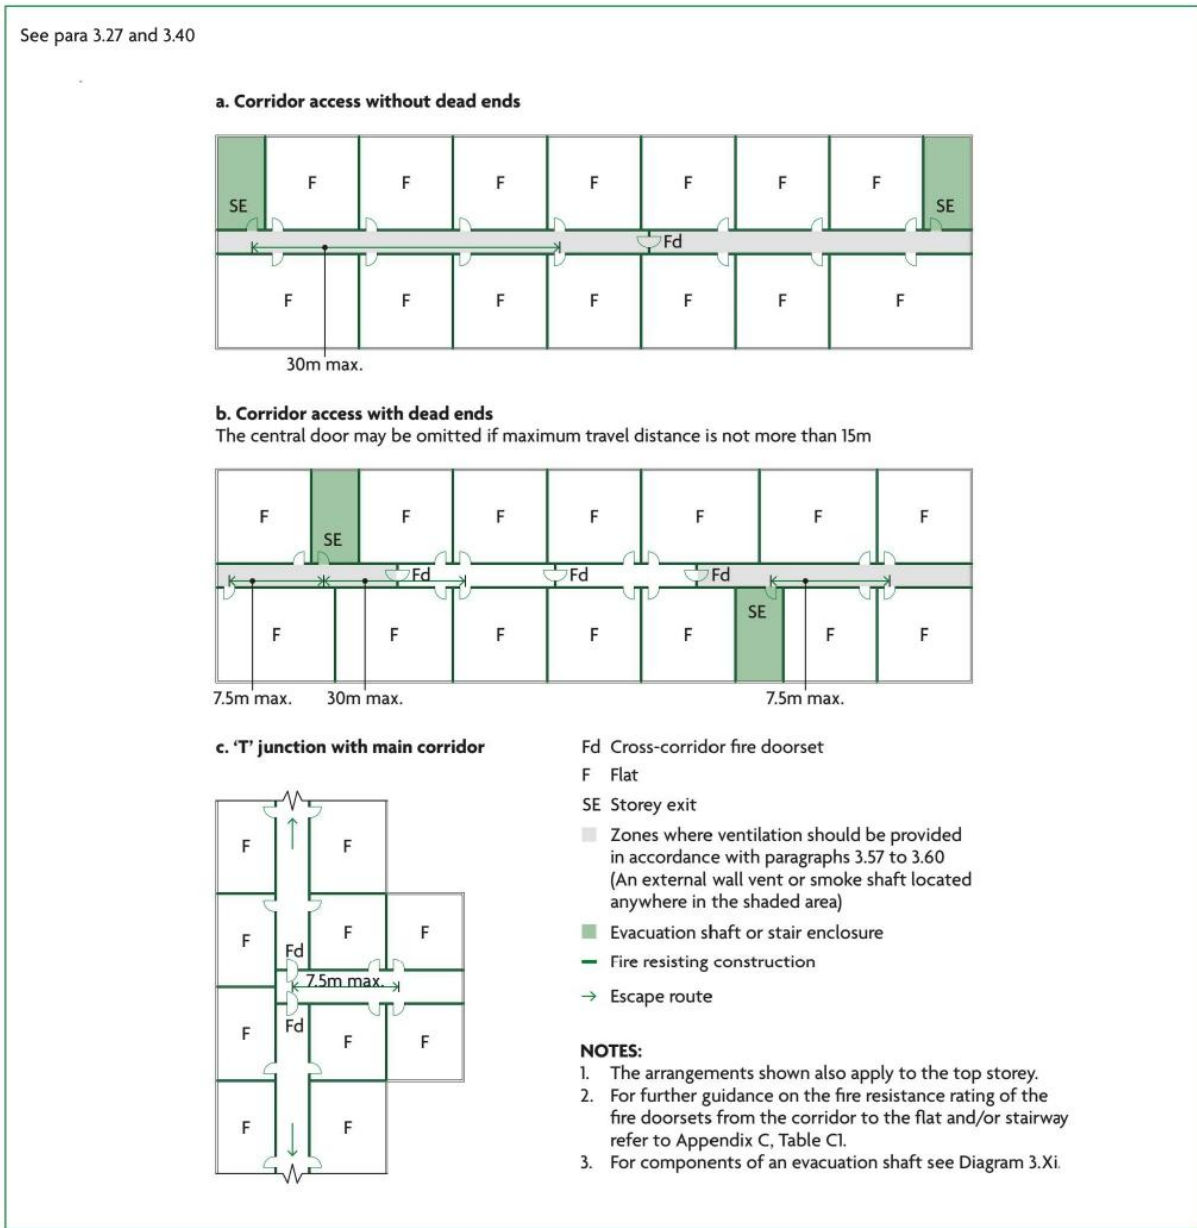 See para 3.27 and 3.40
a. Corridor access without dead ends
F F F F F F F
SE SE
Fd
F F F F F F F
30m max.
b. Corridor access with dead ends
The central door may be omitted if maximum travel distance is not more than 15m
F F F F F F F
SE
Fd Fd Fd
SE
F F F F F F F
7.5m max. 30m max. 7.5m max.
c. ‘T’ junction with main corridor
F F
F F F
Fd
7.5m max.
Fd
F F F
F F
Fd Cross-corridor fire doorset
F Flat
SE Storey exit
Zones where ventilation should be provided
in accordance with paragraphs 3.57 to 3.60
(An external wall vent or smoke shaft located
anywhere in the shaded area)
Evacuation shaft or stair enclosure
Fire resisting construction
Escape route
NOTES:
1. The arrangements shown also apply to the top storey.
2. For further guidance on the fire resistance rating of the
fire doorsets from the corridor to the flat and/or stairway
refer to Appendix C, Table C1.
3. For components of an evacuation shaft see Diagram 3.Xi.